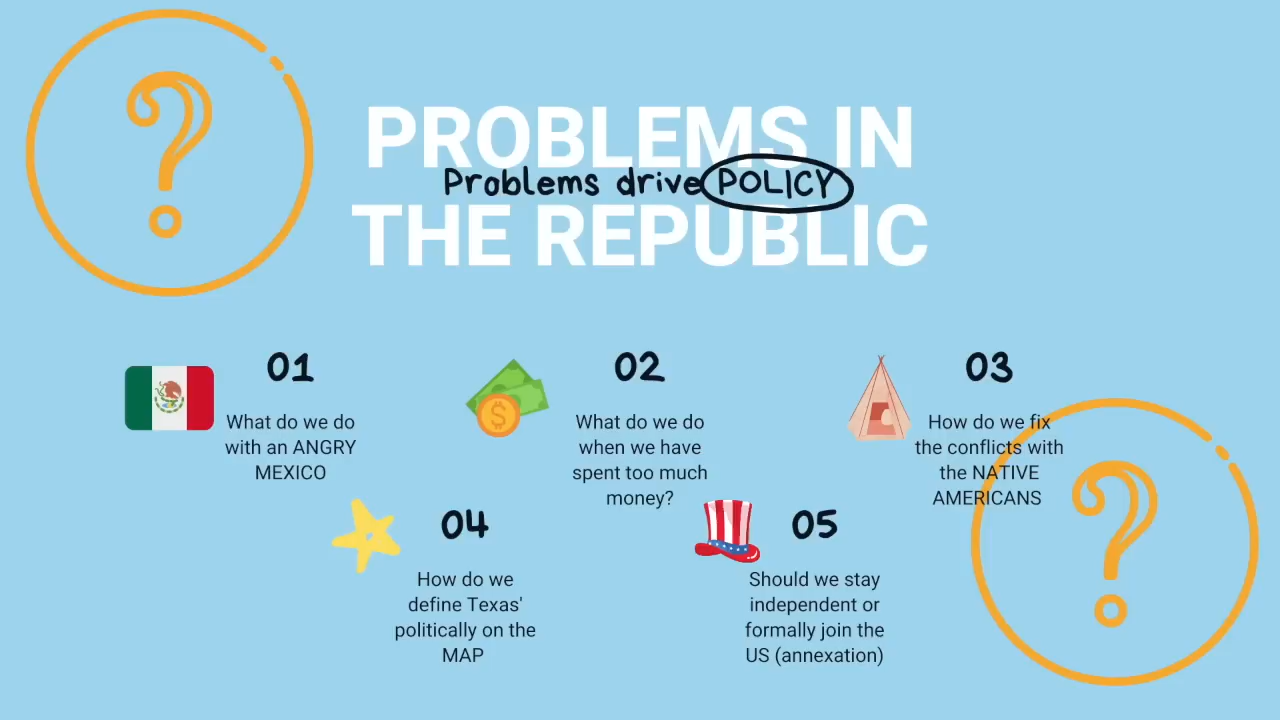 PROBLEMS IN
Problems drive POLICY
THE REPUBLIC
01
What do we do
with an ANGRY
MEXICO
02
What do we do
when we have
spent too much
money?
03
How do we fix
the conflicts with
the NATIVE
AMERICANS
04
How do we
define Texas'
politically on the
MAP
05
Should we stay
independent or
formally join the
US (annexation)